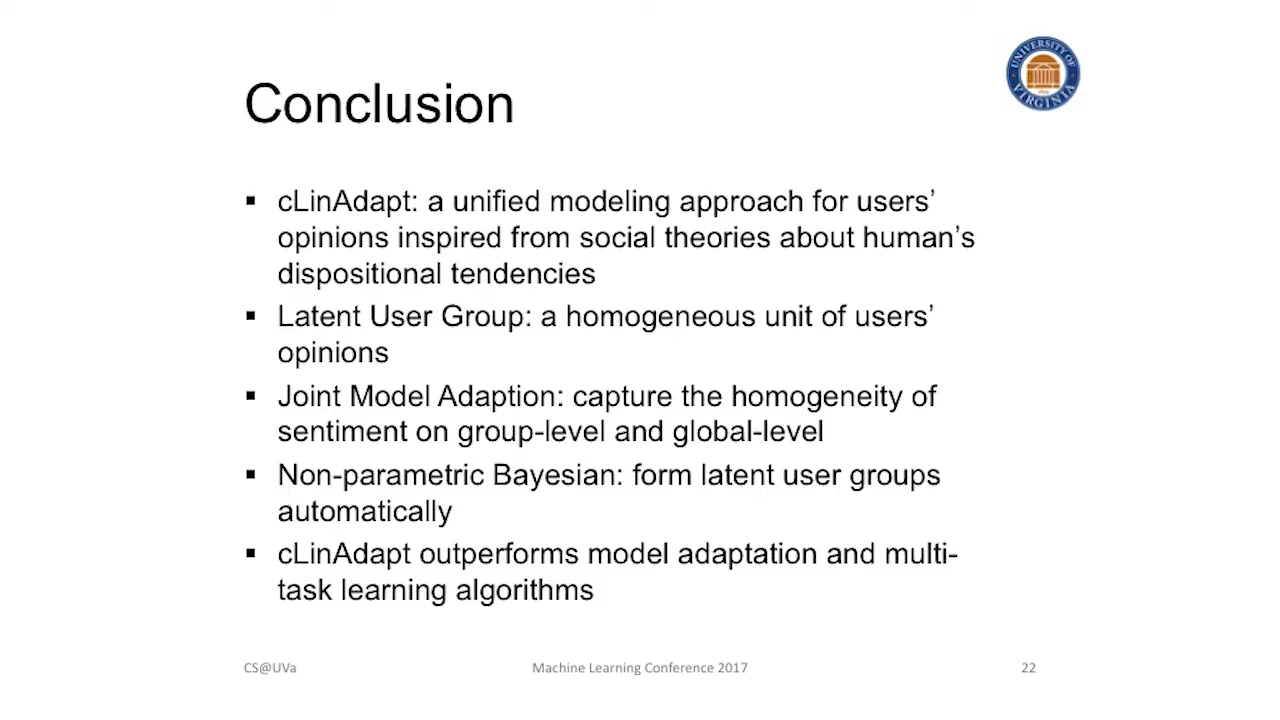 UNIVERSITY OF
VIRGINIA
Conclusion
▪ cLinAdapt: a unified modeling approach for users’
opinions inspired from social theories about human’s
dispositional tendencies
▪ Latent User Group: a homogeneous unit of users’
opinions
▪ Joint Model Adaption: capture the homogeneity of
sentiment on group-level and global-level
▪ Non-parametric Bayesian: form latent user groups
automatically
▪ cLinAdapt outperforms model adaptation and multi-
task learning algorithms
CS@UVa
Machine Learning Conference 2017
22